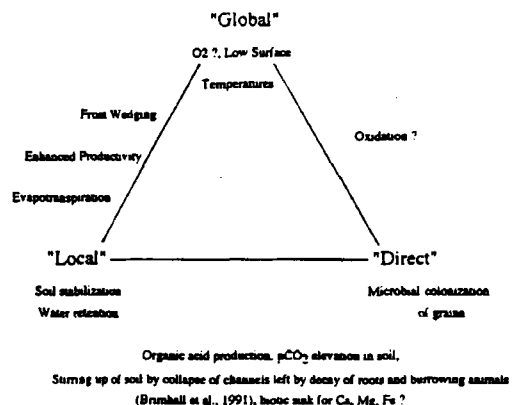 "Global"
O2 ?, Low Surface
Temperatures
Frost Wedging
Oxidation ?
Enhanced Productivity
Evapotranspiration
"Local"
"Direct"
Soil stabilization
Microbial colonization
Water retention
of grains
Organic acid production, pCO2 elevation in soil,
Stirring up of soil by collapse of channels left by decay of roots and burrowing animals
(Brimhall et al., 1991), biotic sink for Ca, Mg, Fe ?